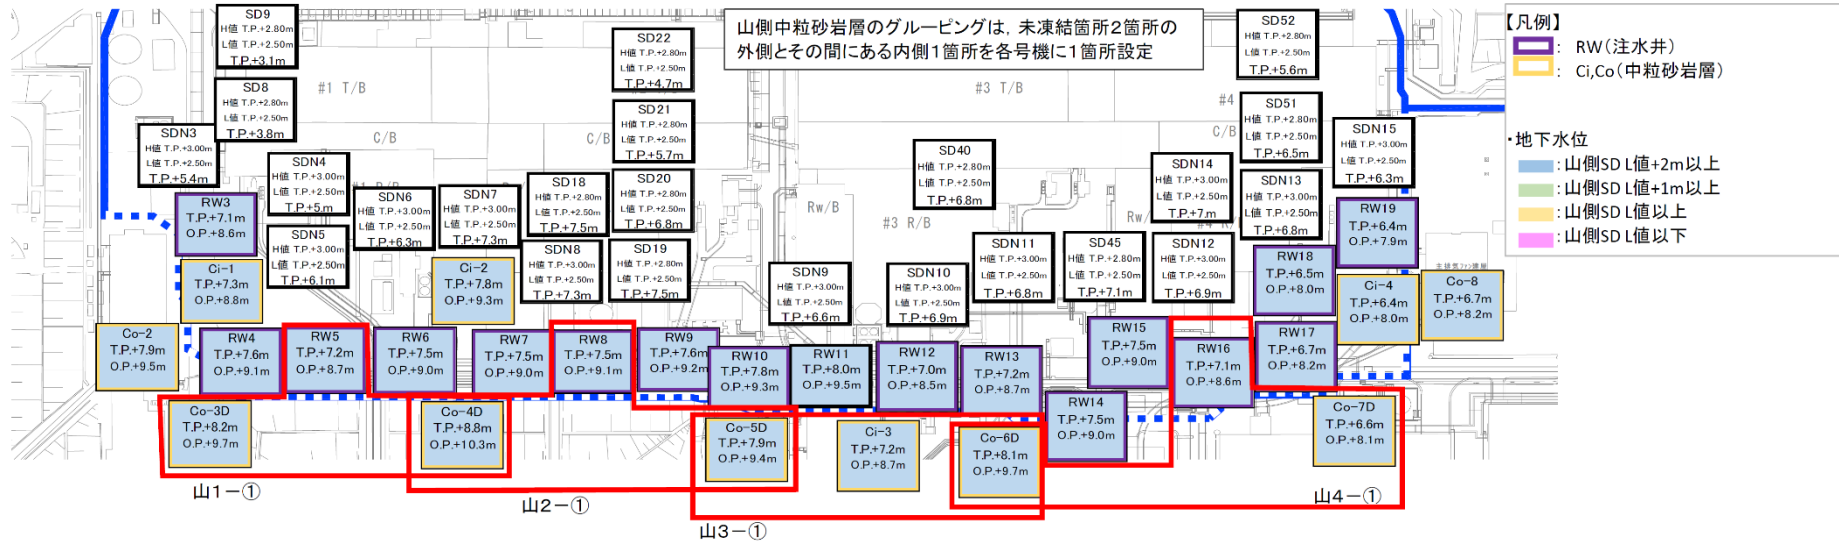 山側中粒砂岩層のグルーピングは，未凍結箇所2箇所の
外側とその間にある内側1箇所を各号機に1箇所設定
【凡例】
： RW（注水井）
： Ci,Co（中粒砂岩層）
・地下水位
：山側SD L値+2m以上
：山側SD L値+1m以上
：山側SD L値以上
：山側SD L値以下
SD9
H値 T.P.+2.80m
L値 T.P.+2.50m
T.P.+3.1m
SD8
H値 T.P.+2.80m
L値 T.P.+2.50m
T.P.+3.8m
SDN3
H値 T.P.+3.00m
L値 T.P.+2.50m
T.P.+5.4m
SDN4
H値 T.P.+3.00m
L値 T.P.+2.50m
T.P.+5.m
SDN5
H値 T.P.+3.00m
L値 T.P.+2.50m
T.P.+6.1m
SDN6
H値 T.P.+3.00m
L値 T.P.+2.50m
T.P.+6.3m
SDN7
H値 T.P.+3.00m
L値 T.P.+2.50m
T.P.+7.3m
SD18
H値 T.P.+2.80m
L値 T.P.+2.50m
T.P.+7.5m
SDN8
H値 T.P.+3.00m
L値 T.P.+2.50m
T.P.+7.3m
SD22
H値 T.P.+2.80m
L値 T.P.+2.50m
T.P.+4.7m
SD21
H値 T.P.+2.80m
L値 T.P.+2.50m
T.P.+5.7m
SD20
H値 T.P.+2.80m
L値 T.P.+2.50m
T.P.+6.8m
SD19
H値 T.P.+2.80m
L値 T.P.+2.50m
T.P.+7.5m
SDN9
H値 T.P.+3.00m
L値 T.P.+2.50m
T.P.+6.6m
SD40
H値 T.P.+2.80m
L値 T.P.+2.50m
T.P.+6.8m
SDN10
H値 T.P.+3.00m
L値 T.P.+2.50m
T.P.+6.9m
SDN11
H値 T.P.+3.00m
L値 T.P.+2.50m
T.P.+6.8m
SD45
H値 T.P.+2.80m
L値 T.P.+2.50m
T.P.+7.1m
SDN14
H値 T.P.+3.00m
L値 T.P.+2.50m
T.P.+7.m
SDN12
H値 T.P.+3.00m
L値 T.P.+2.50m
T.P.+6.9m
SD52
H値 T.P.+2.80m
L値 T.P.+2.50m
T.P.+5.6m
SD51
H値 T.P.+2.80m
L値 T.P.+2.50m
T.P.+6.5m
SDN13
H値 T.P.+3.00m
L値 T.P.+2.50m
T.P.+6.8m
SDN15
H値 T.P.+3.00m
L値 T.P.+2.50m
T.P.+6.3m
#1 T/B
C/B
C/B
#3 T/B
#4
C/B
Rw/B
#3 R/B
Rw/
主排気ファン建屋
RW3
T.P.+7.1m
O.P.+8.6m
Ci-1
T.P.+7.3m
O.P.+8.8m
Ci-2
T.P.+7.8m
O.P.+9.3m
Co-2
T.P.+7.9m
O.P.+9.5m
RW4
T.P.+7.6m
O.P.+9.1m
RW5
T.P.+7.2m
O.P.+8.7m
RW6
T.P.+7.5m
O.P.+9.0m
RW7
T.P.+7.5m
O.P.+9.0m
RW8
T.P.+7.5m
O.P.+9.1m
RW9
T.P.+7.6m
O.P.+9.2m
RW10
T.P.+7.8m
O.P.+9.3m
RW11
T.P.+8.0m
O.P.+9.5m
RW12
T.P.+7.0m
O.P.+8.5m
RW13
T.P.+7.2m
O.P.+8.7m
RW14
T.P.+7.5m
O.P.+9.0m
RW15
T.P.+7.5m
O.P.+9.0m
RW16
T.P.+7.1m
O.P.+8.6m
RW17
T.P.+6.7m
O.P.+8.2m
RW18
T.P.+6.5m
O.P.+8.0m
RW19
T.P.+6.4m
O.P.+7.9m
Ci-4
T.P.+6.4m
O.P.+8.0m
Co-8
T.P.+6.7m
O.P.+8.2m
Co-3D
T.P.+8.2m
O.P.+9.7m
Co-4D
T.P.+8.8m
O.P.+10.3m
Co-5D
T.P.+7.9m
O.P.+9.4m
Ci-3
T.P.+7.2m
O.P.+8.7m
Co-6D
T.P.+8.1m
O.P.+9.7m
Co-7D
T.P.+6.6m
O.P.+8.1m
山1－①
山2－①
山3－①
山4－①